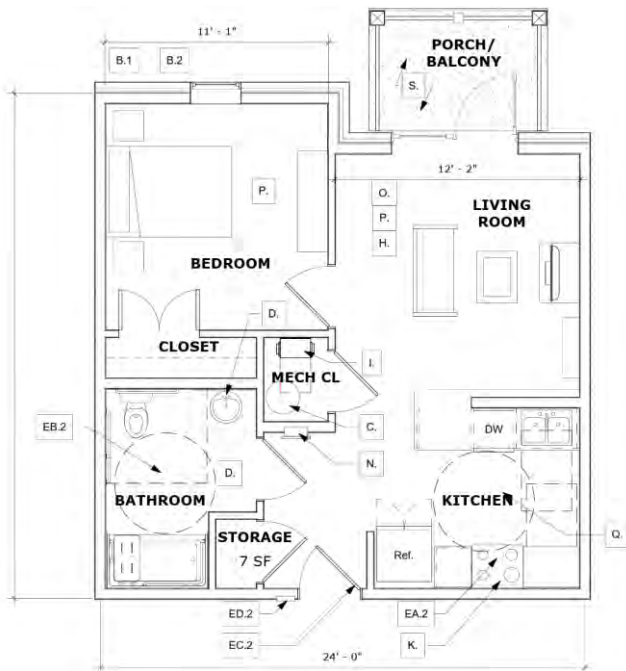 11' - 1"
B.1
B.2
PORCH/
BALCONY
S.
12' - 2"
P.
O.
P.
H.
LIVING
ROOM
BEDROOM
D.
CLOSET
MECH CL
I.
C.
N.
DW
EB.2
D.
BATHROOM
KITCHEN
Q.
STORAGE
7 SF
Ref.
ED.2
EC.2
EA.2
K.
24' - 0"